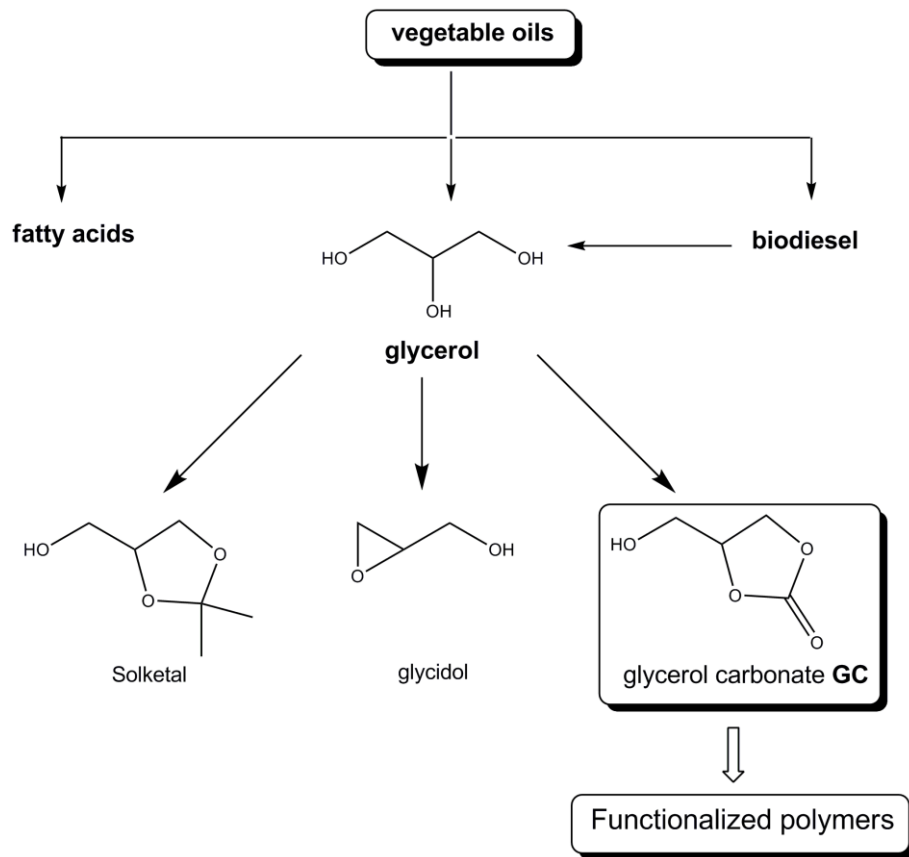 vegetable oils
fatty acids
biodiesel
HO
OH
OH
glycerol
HO
O
O
Solketal
O
OH
glycidol
HO
O
O
O
glycerol carbonate GC
Functionalized polymers